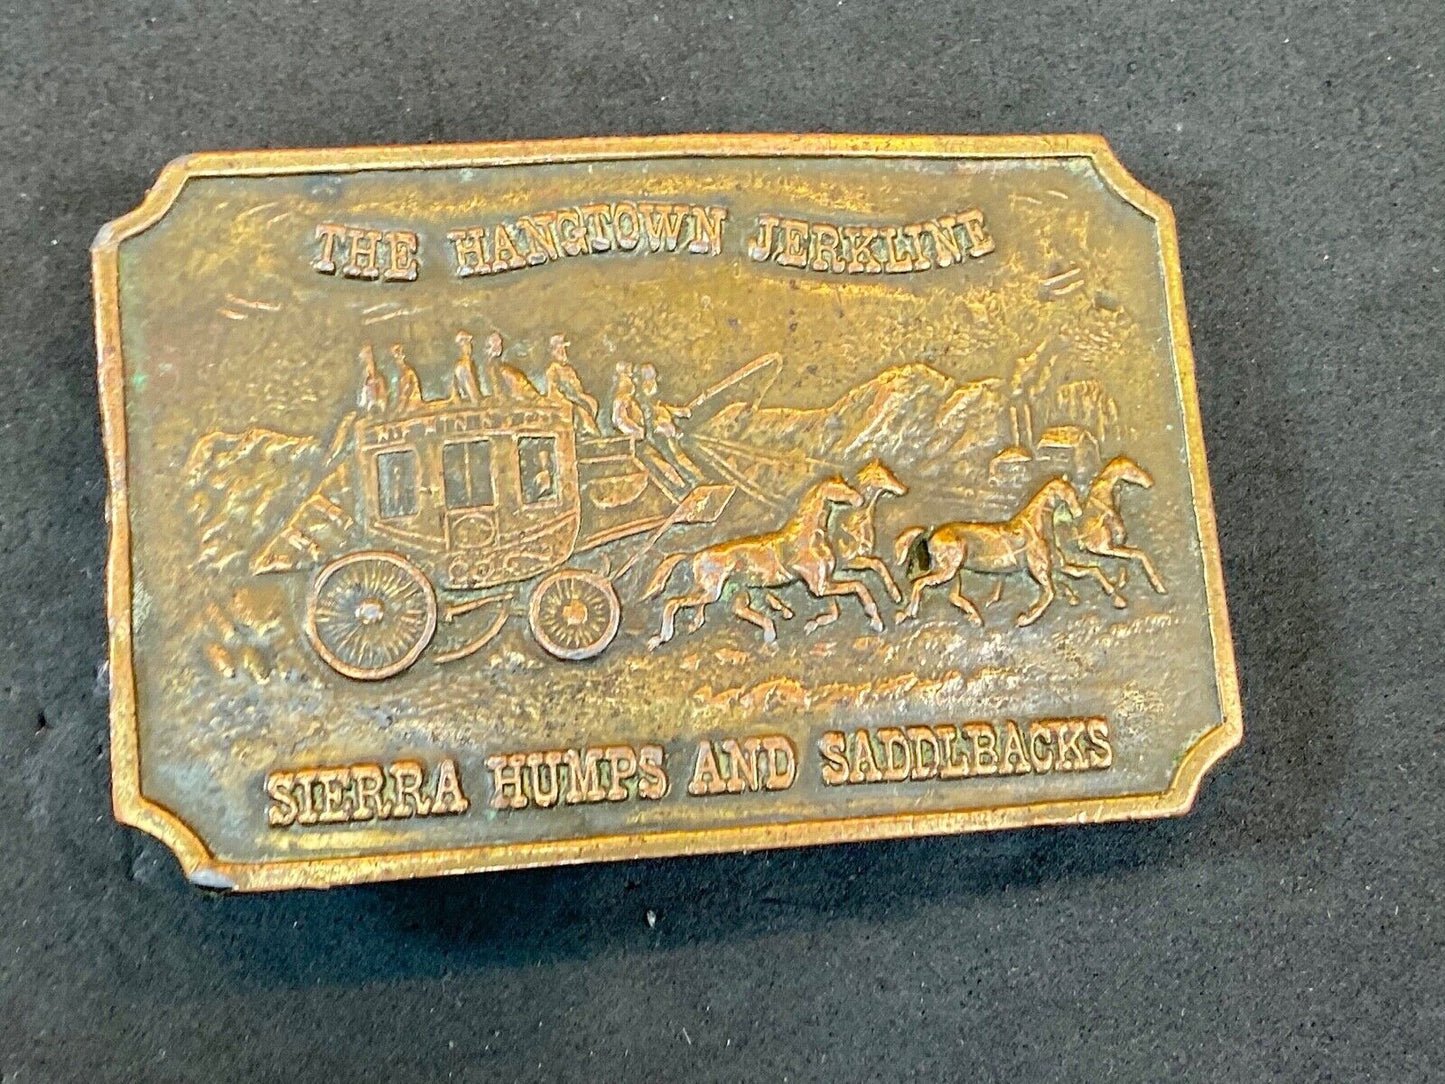 THE HANGTOWN JERKLINE
SIERRA HUMPS AND SADDLBACKS